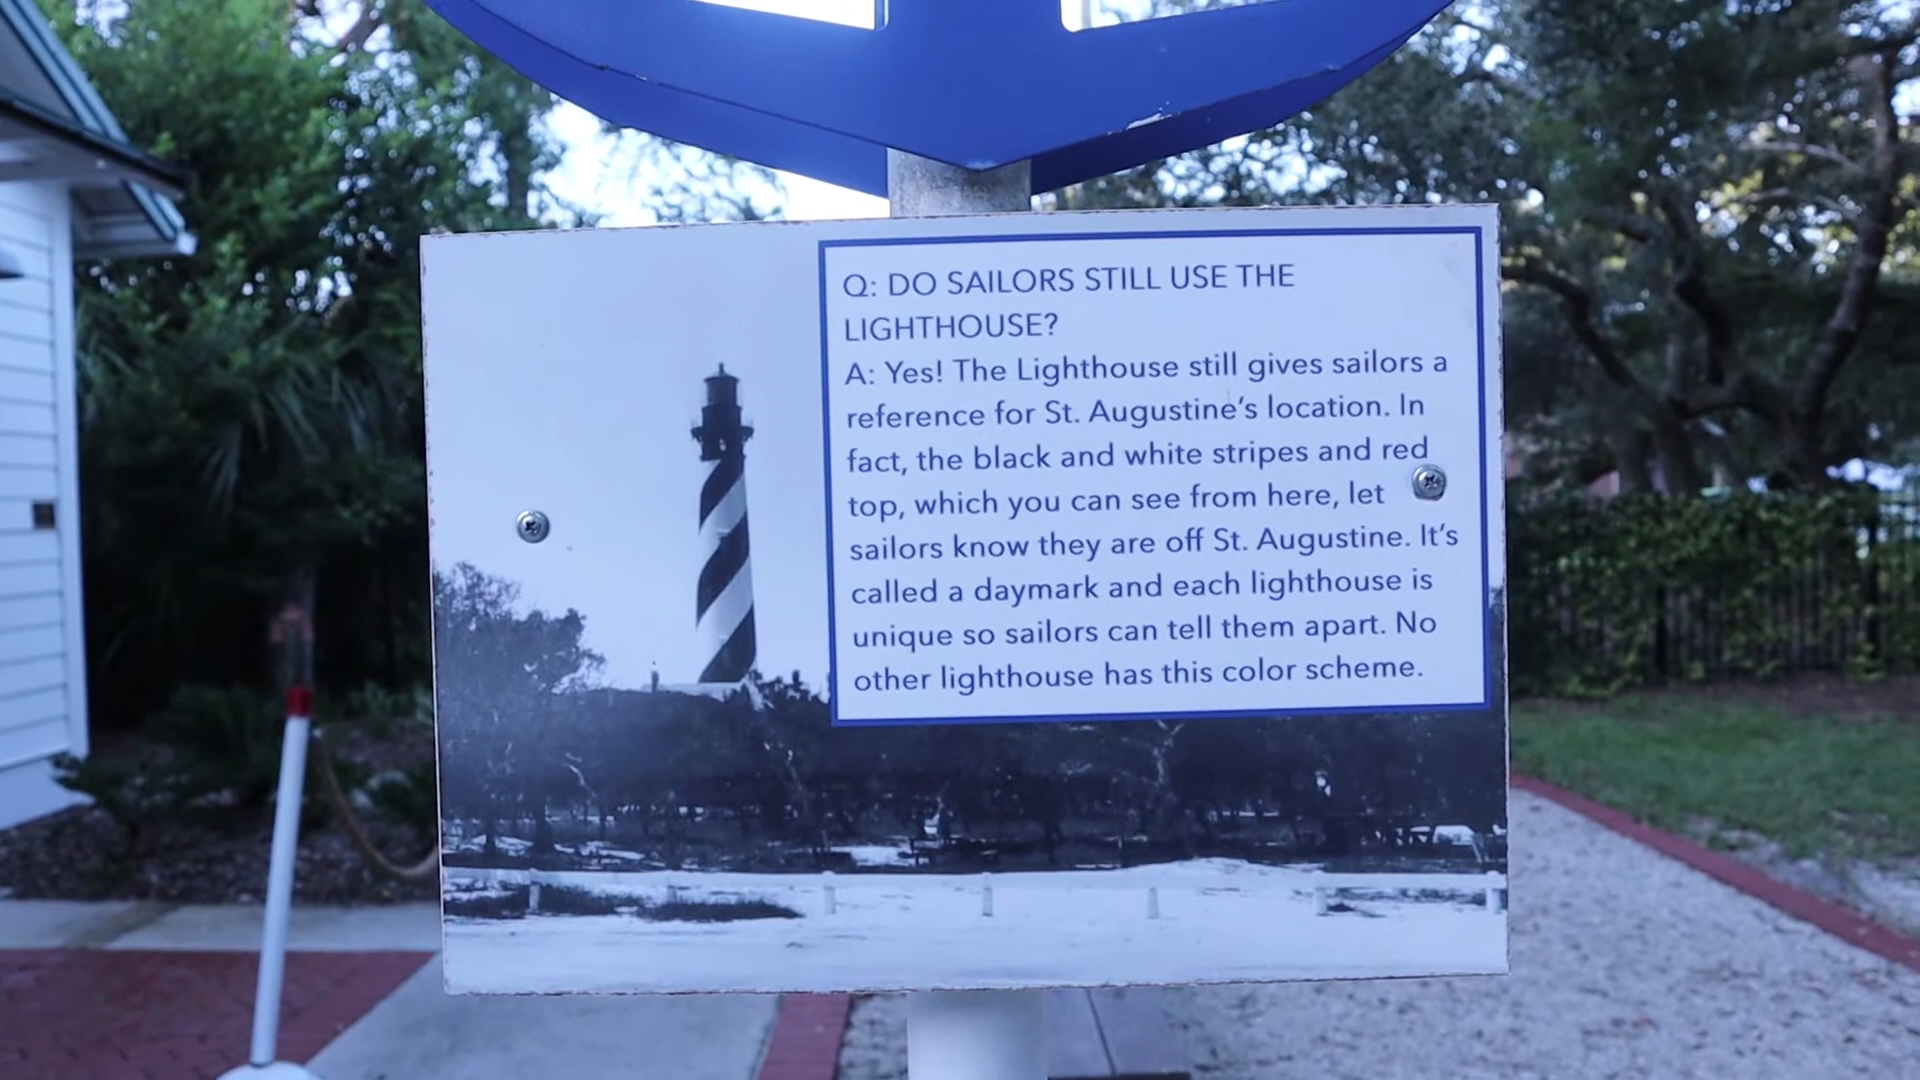 Q: DO SAILORS STILL USE THE
LIGHTHOUSE?
A: Yes! The Lighthouse still gives sailors a
reference for St. Augustine's location. In
fact, the black and white stripes and red
top, which you can see from here, let
sailors know they are off St. Augustine. It's
called a daymark and each lighthouse is
unique so sailors can tell them apart. No
other lighthouse has this color scheme.